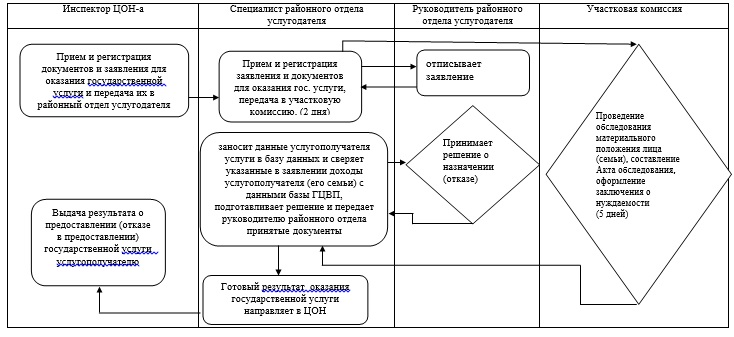 Инспектор ЦОН-а
Специалист районного отдела
услугодателя
Руководитель районного
отдела услугодателя
Участковая комиссия
Прием и регистрация
документов и заявления для
оказания государственной
услуги и передача их в
районный отдел услугодателя
Прием и регистрация
заявления и документов
для оказания гос. услуги,
передача в участковую
комиссию. (2 дня)
отписывает
заявление
Проведение
обследования
материального
положения лица
(семьи), составление
Акта обследования,
оформление
заключения о
нуждаемости
(5 дней)
заносит данные услугополучателя
услуги в базу данных и сверяет
указанные в заявлении доходы
услугополучателя (его семьи) с
данными базы ГЦВП,
подготавливает решение и передает
руководителю районного отдела
принятые документы
Принимает
решение о
назначении
(отказе)
Выдача результата о
предоставлении (отказе
в предоставлении)
государственной услуги
услугополучателю
Готовый результат оказания
государственной услуги
направляет в ЦОН